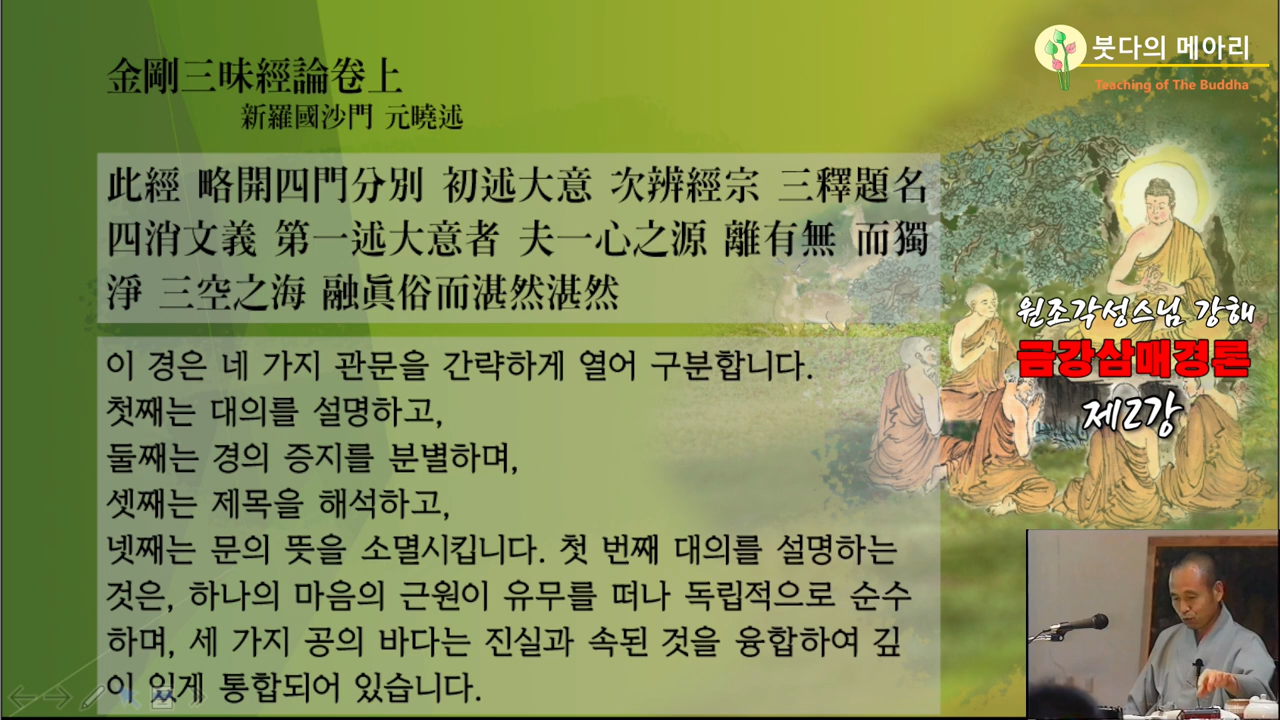 金剛三昧經論卷上
新羅國沙門 元曉述
此經 略開四門分別 初述大意 次辨經宗 三釋題名
四消文義 第一述大意者 夫一心之源 離有無 而獨
淨 三空之海 融眞俗而湛然湛然
이 경은 네 가지 관문을 간략하게 열어 구분합니다.
첫째는 대의를 설명하고,
둘째는 경의 증지를 분별하며,
셋째는 제목을 해석하고,
넷째는 문의 뜻을 소멸시킵니다. 첫 번째 대의를 설명하는
것은, 하나의 마음의 근원이 유무를 떠나 독립적으로 순수
하며, 세 가지 공의 바다는 진실과 속된 것을 융합하여 깊
이 있게 통합되어 있습니다.
붓다의 메아리
Teaching of The Buddha
원조각성스님 강해
금강삼매경론
제2강